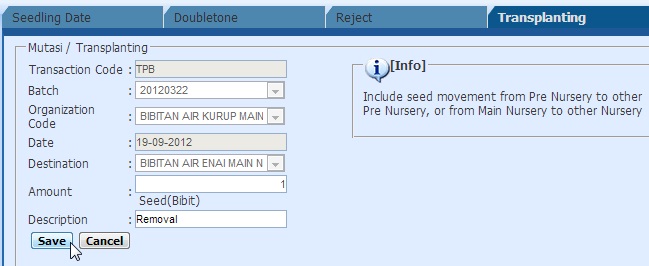 Seedling Date Doubletone Reject Transplanting
Mutasi / Transplanting
Transaction Code : TPB
Batch : 20120322
Organization Code : BIBITAN AIR KURUP MAIN
Date : 19-09-2012
Destination : BIBITAN AIR ENAI MAIN N
Amount : 1
Seed(Bibit)
Description : Removal
Save Cancel
[Info]
Include seed movement from Pre Nursery to other
Pre Nursery, or from Main Nursery to other Nursery